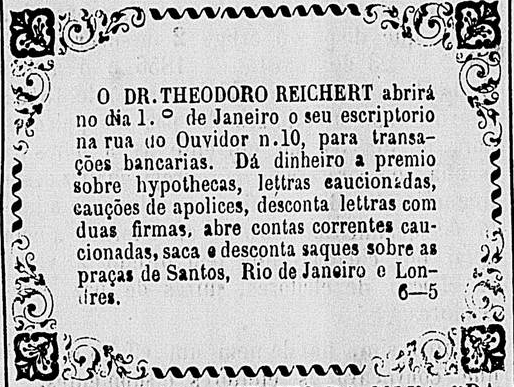 O DR. THEODORO REICHERT abrirá
no dia 1.º de Janeiro o seu escriptorio
na rua do Ouvidor n.10, para transa-
ções bancarias. Dá dinheiro a premio
sobre hypothecas, lettras caucionadas,
cauções de apolices, desconta lettras com
duas firmas, abre contas correntes cau-
cionadas, saca e desconta saques sobre as
praças de Santos, Rio de Janeiro e Lon-
dres. 6—5